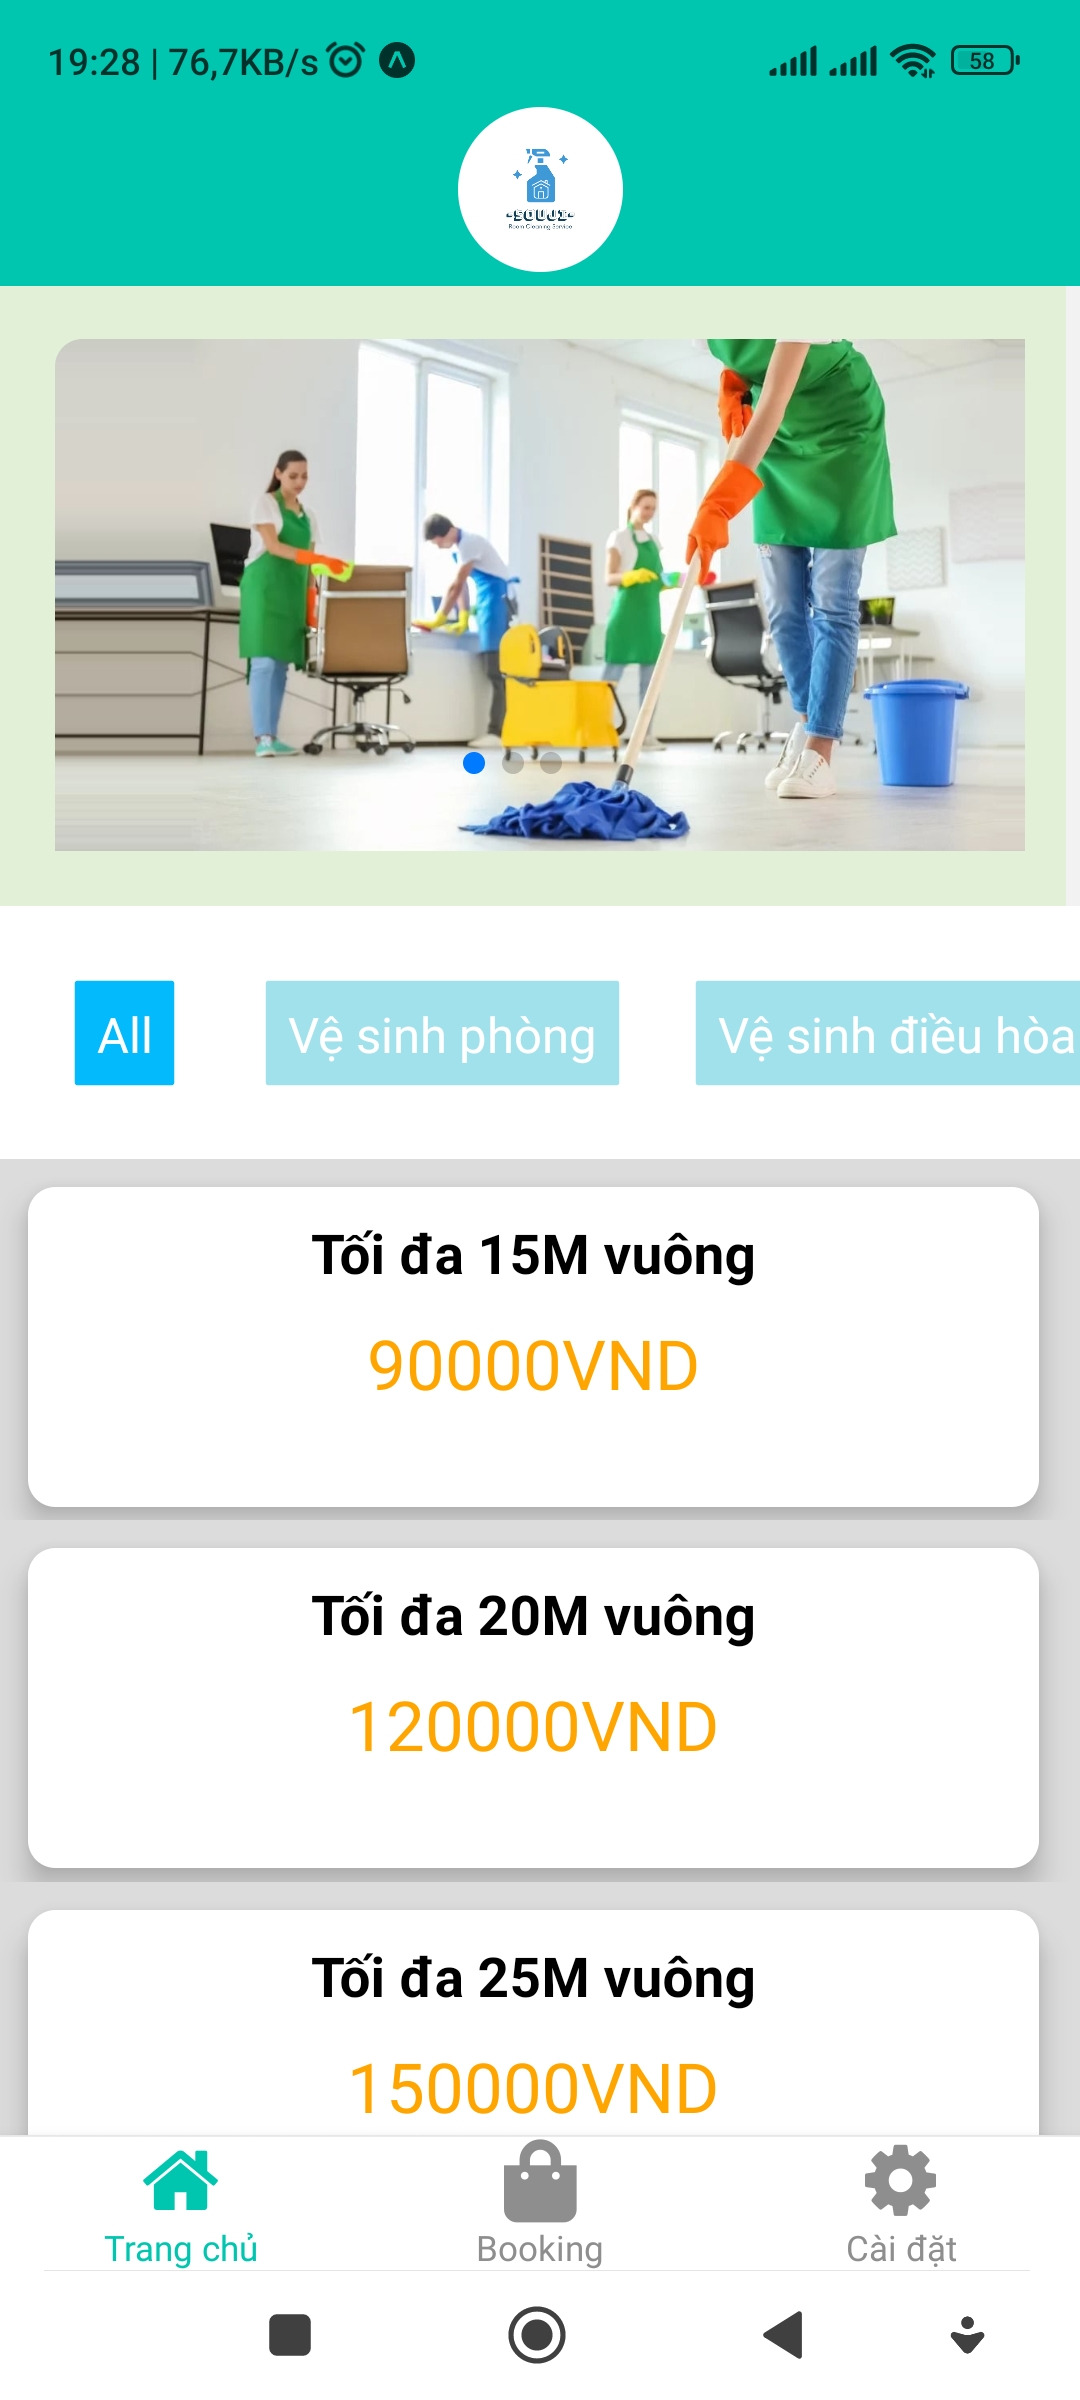 19:28 | 76,7KB/s
58
-SOUJI-
Room Cleaning Service
All
Vệ sinh phòng
Vệ sinh điều hòa
Tối đa 15M vuông
90000VND
Tối đa 20M vuông
120000VND
Tối đa 25M vuông
150000VND
Trang chủ
Booking
Cài đặt